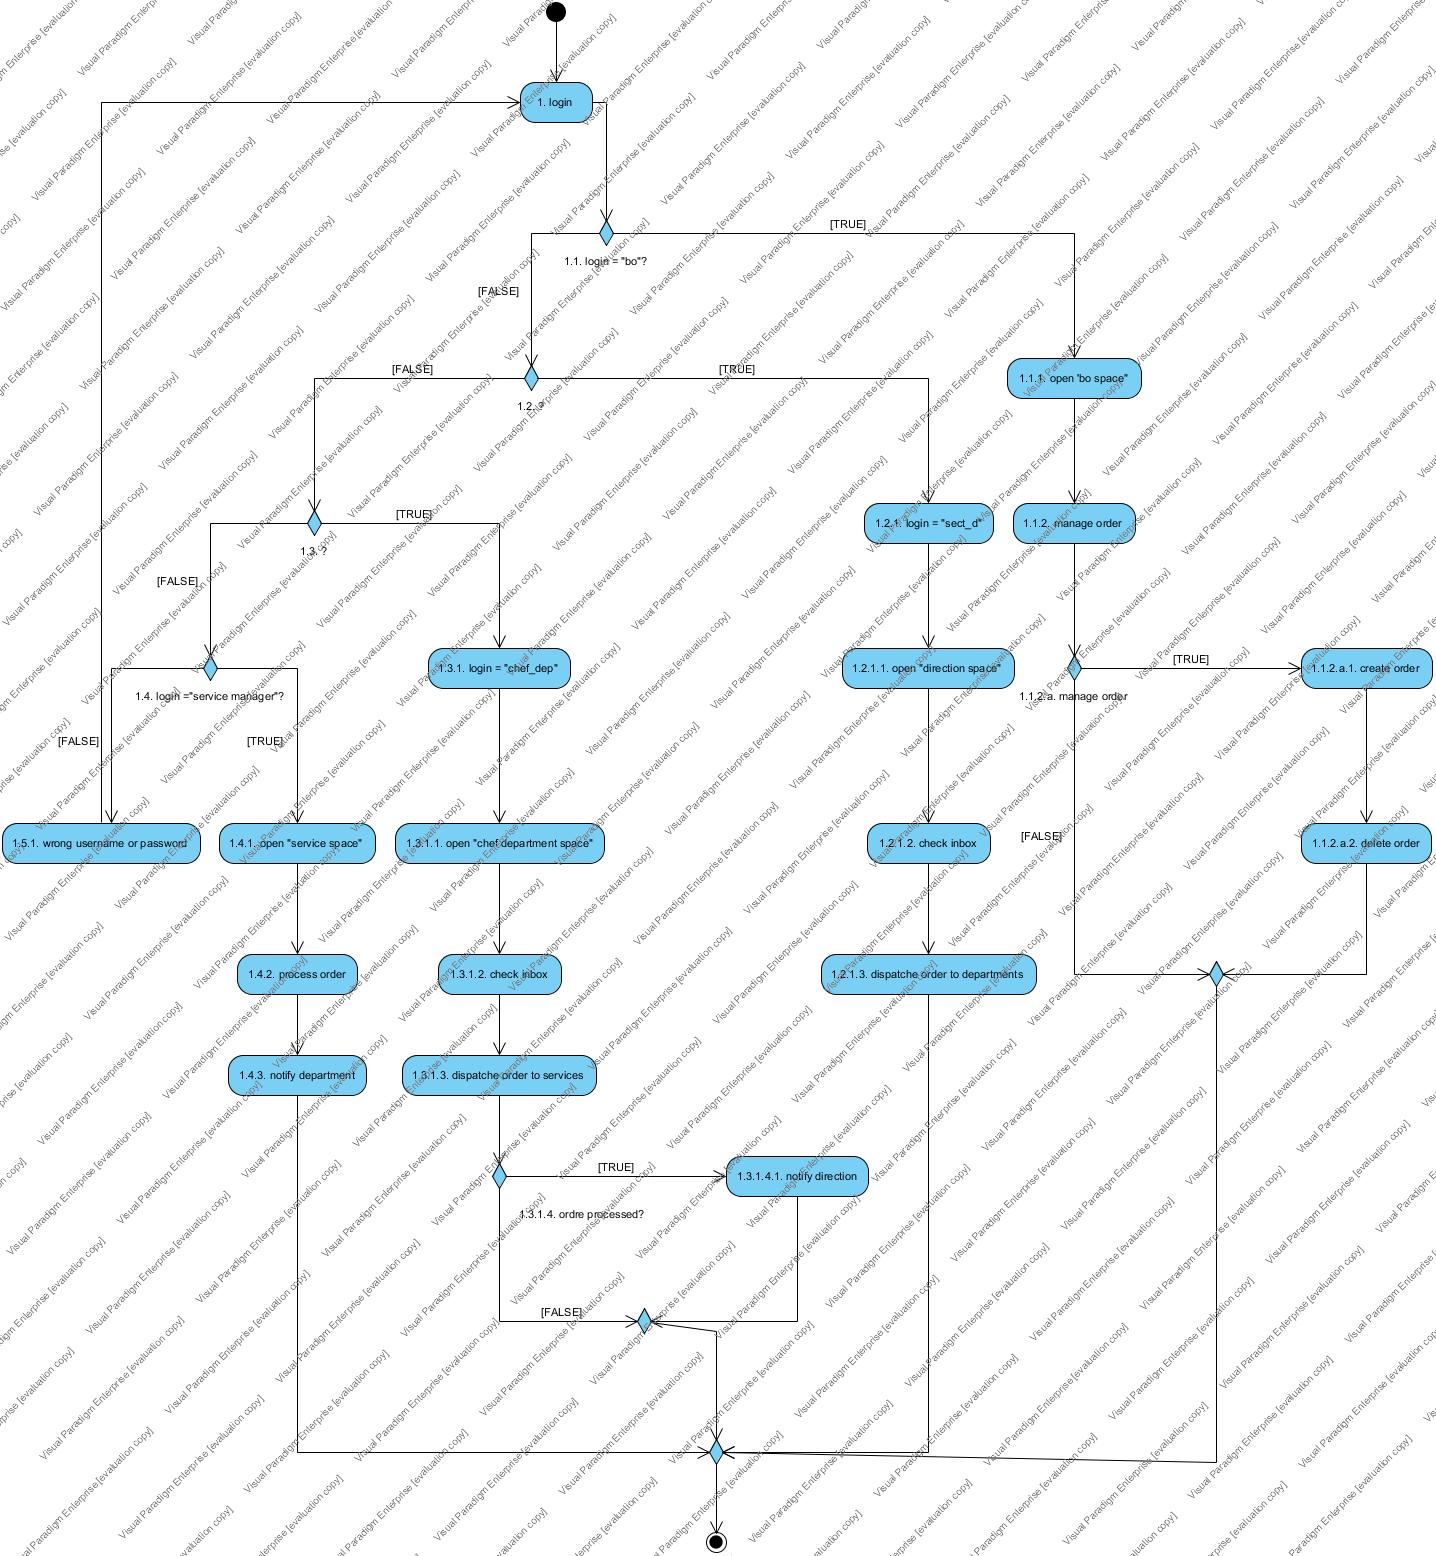 1. login
[TRUE]
1.1. login = "bo"?
[FALSE]
[FALSE]
[TRUE]
1.1.1. open 'bo space"
1.2. ?
[TRUE]
1.2.1. login = "sect_d"
1.1.2. manage order
1.3. ?
[FALSE]
1.3.1. login = "chef_dep"
1.2.1.1. open "direction space"
[TRUE]
1.1.2.a.1. create order
1.4. login ="service manager"?
1.1.2.a. manage order
[FALSE]
[TRUE]
[FALSE]
1.5.1. wrong username or password
1.4.1. open "service space"
1.3.1.1. open "chef department space"
1.2.1.2. check inbox
1.1.2.a.2. delete order
1.4.2. process order
1.3.1.2. check inbox
1.2.1.3. dispatche order to departments
1.4.3. notify department
1.3.1.3. dispatche order to services
[TRUE]
1.3.1.4.1. notify direction
1.3.1.4. ordre processed?
[FALSE]
Visual Paradigm Enterprise [evaluation copy]